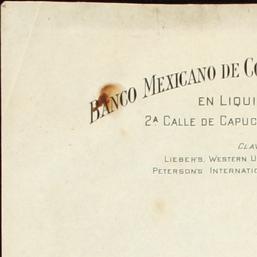 BANCO MEXICANO DE CO
EN LIQUI
2ᴬ CALLE DE CAPUC
CLAV
LIEBER'S, WESTERN U
PETERSON'S INTERNATIO